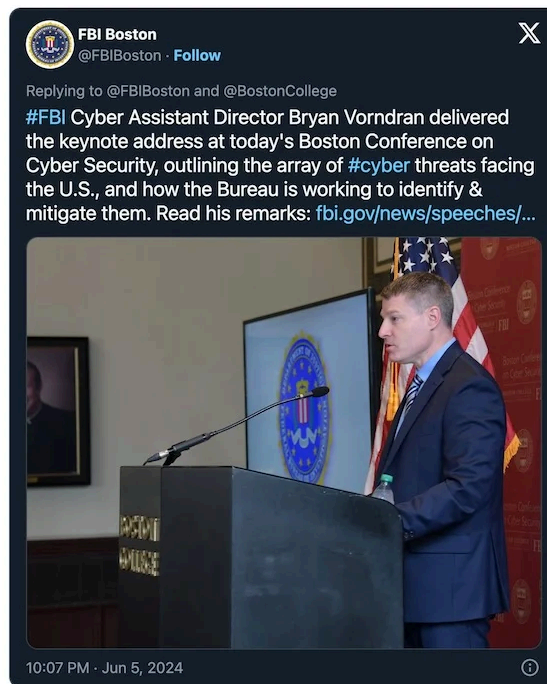 FBI Boston
@FBIBoston · Follow
Replying to @FBIBoston and @BostonCollege
#FBI Cyber Assistant Director Bryan Vorndran delivered
the keynote address at today's Boston Conference on
Cyber Security, outlining the array of #cyber threats facing
the U.S., and how the Bureau is working to identify &
mitigate them. Read his remarks: fbi.gov/news/speeches/...
FBI
BOSTON
COLLEGE
10:07 PM · Jun 5, 2024